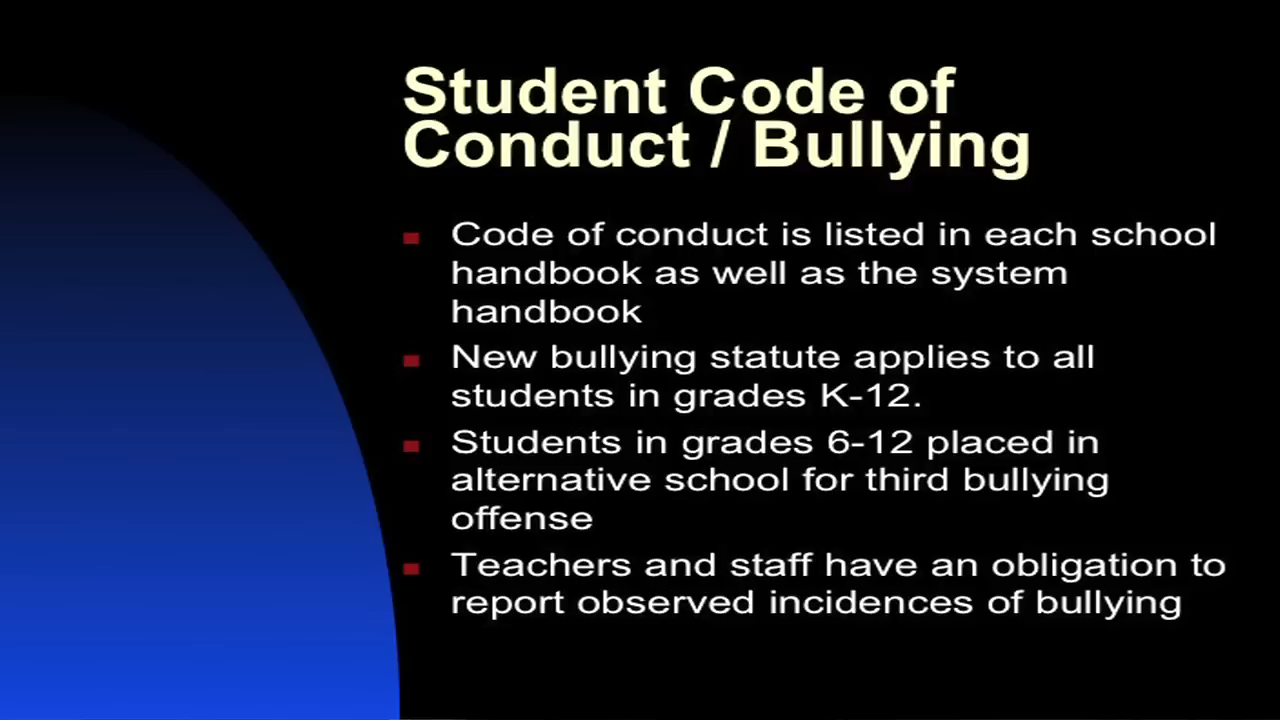 Student Code of
Conduct / Bullying
Code of conduct is listed in each school
handbook as well as the system
handbook
New bullying statute applies to all
students in grades K-12.
Students in grades 6-12 placed in
alternative school for third bullying
offense
Teachers and staff have an obligation to
report observed incidences of bullying